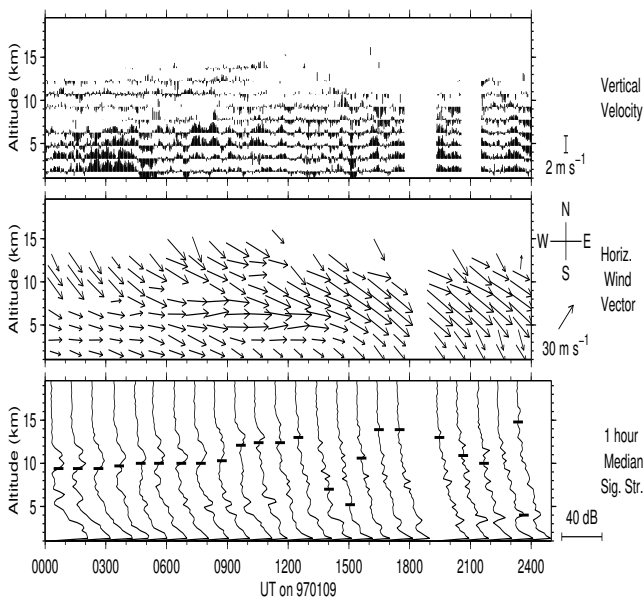 Altitude (km)
15
10
5
Vertical
Velocity
2 m s−1
Altitude (km)
15
10
5
N
W
E
S
Horiz.
Wind
Vector
30 m s−1
Altitude (km)
15
10
5
1 hour
Median
Sig. Str.
40 dB
0000 0300 0600 0900 1200 1500 1800 2100 2400
UT on 970109